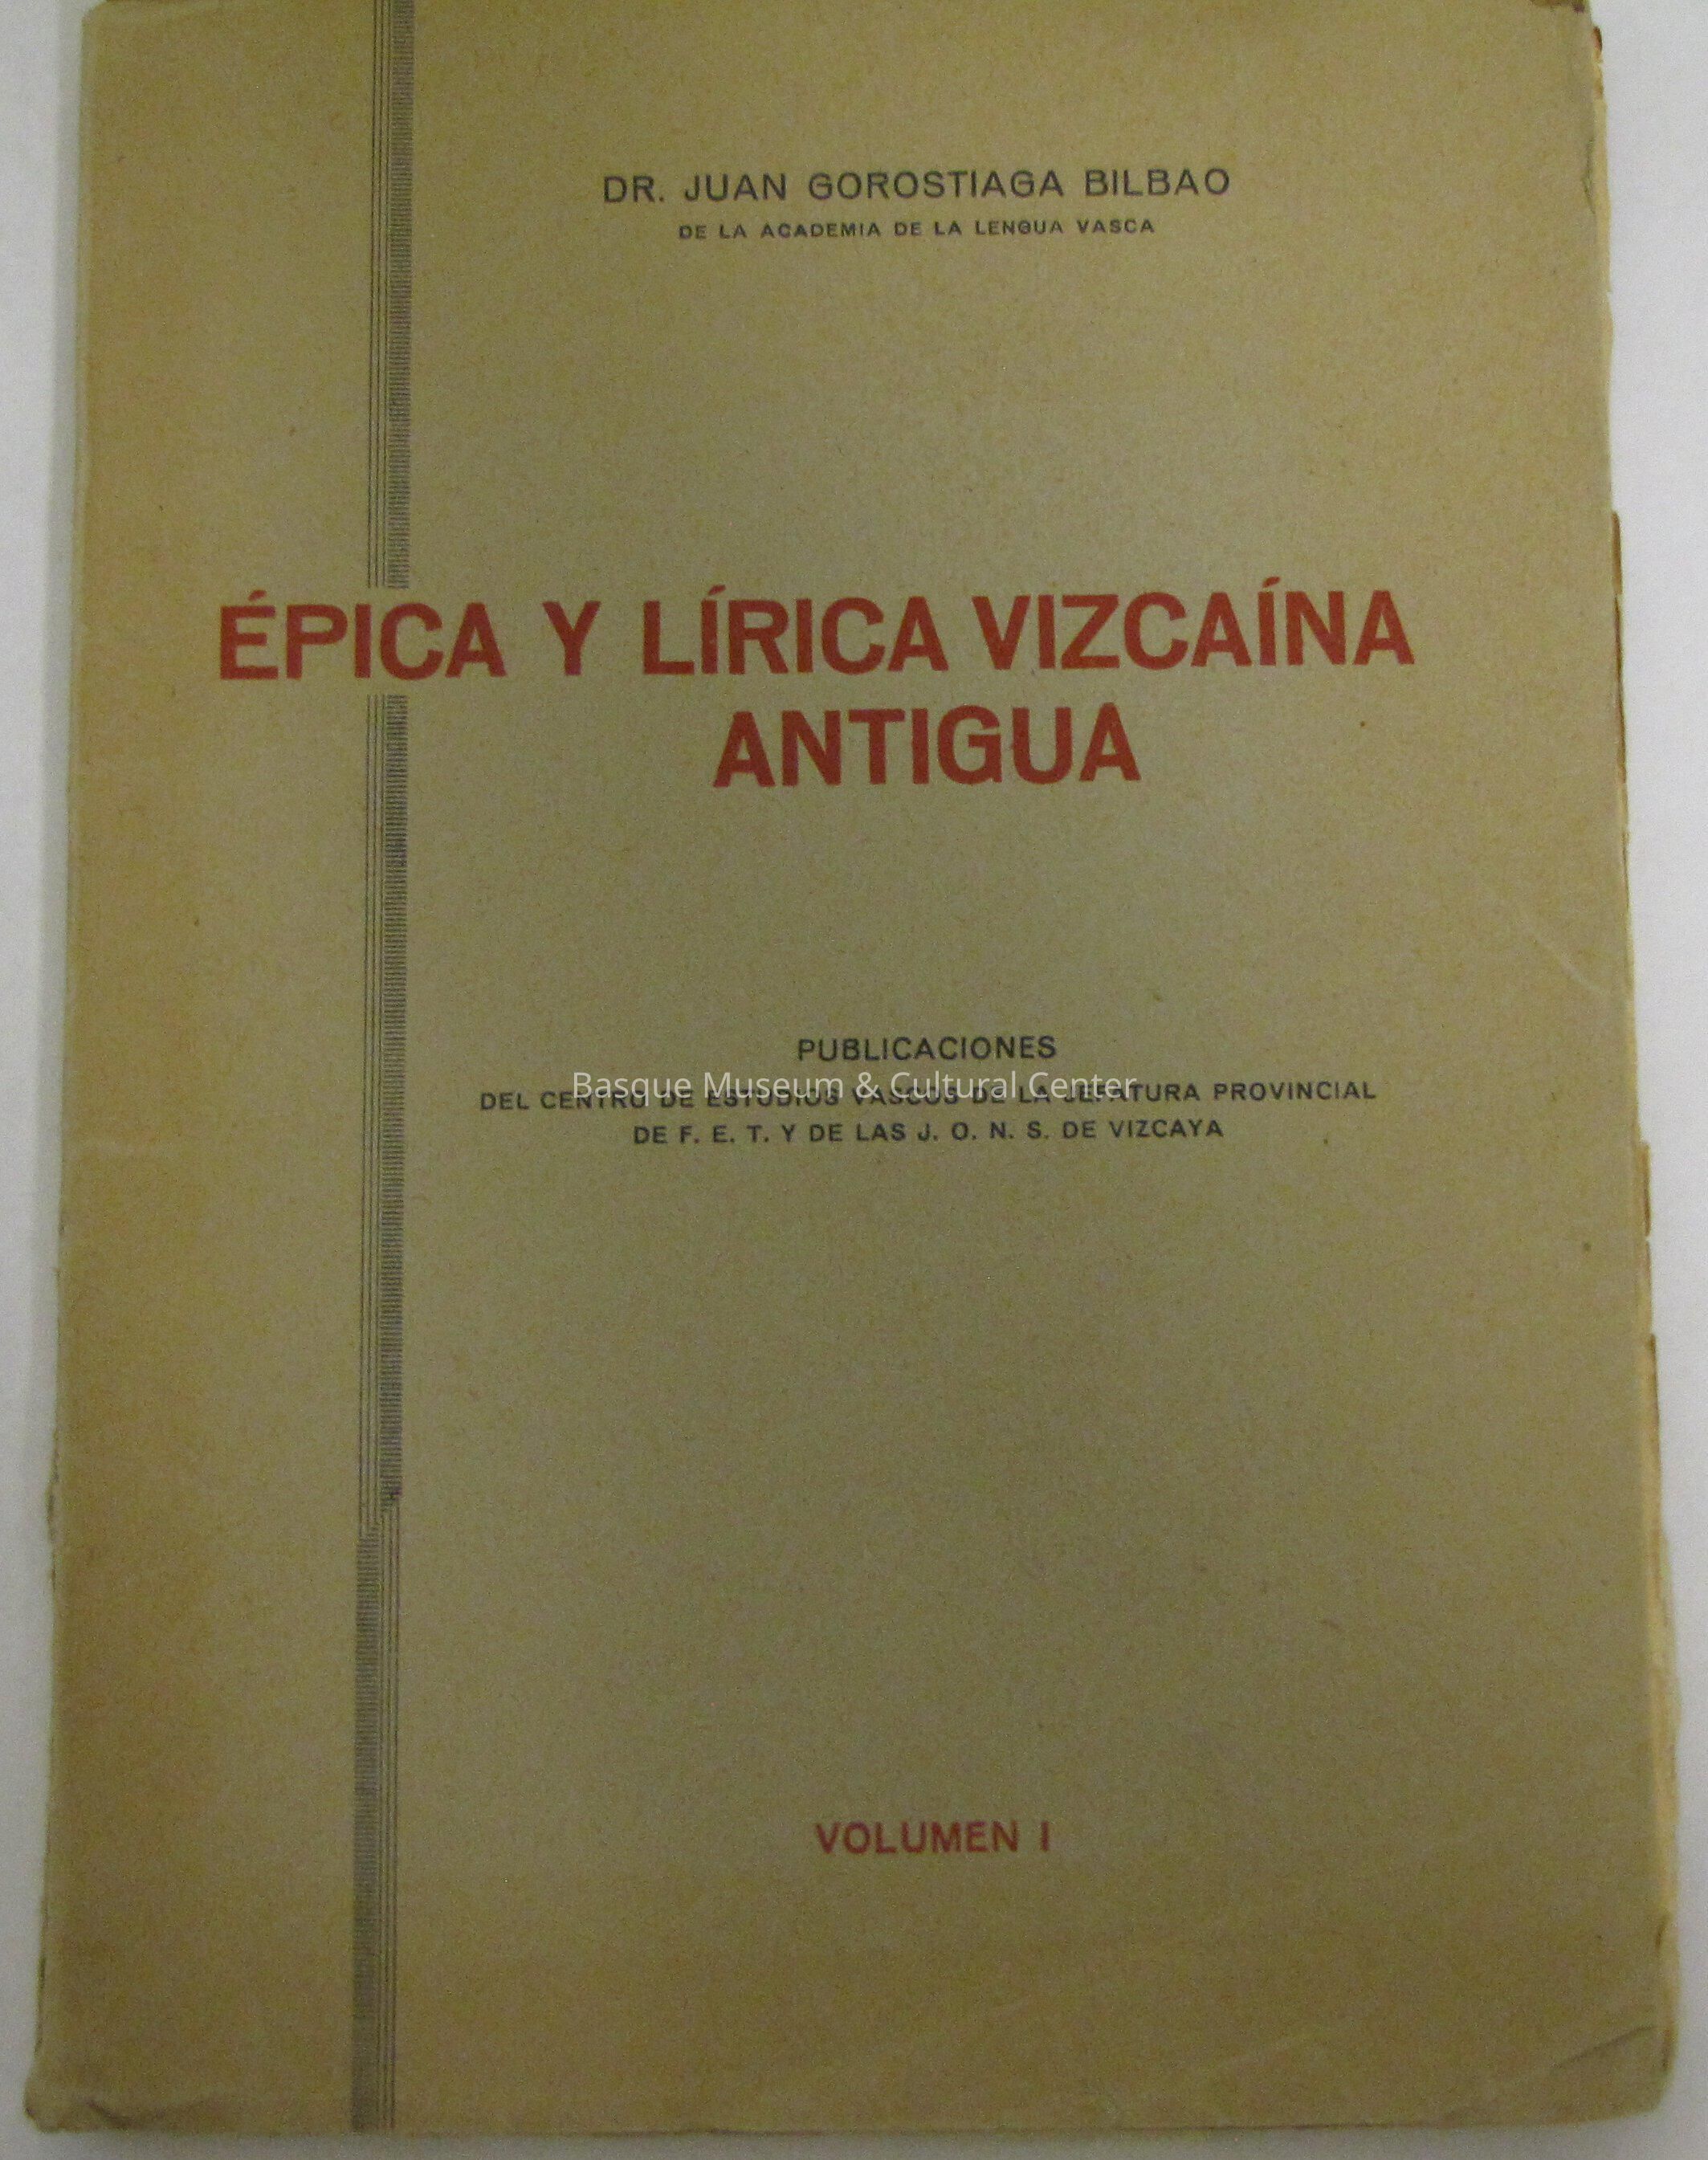 DR. JUAN GOROSTIAGA BILBAO
DE LA ACADEMIA DE LA LENGUA VASCA
ÉPICA Y LÍRICA VIZCAÍNA
ANTIGUA
PUBLICACIONES
Basque Museum & Cultural Center
DEL CENTRO DE ESTUDIOS VASCOS DE LA JEFATURA PROVINCIAL
DE F. E. T. Y DE LAS J. O. N. S. DE VIZCAYA
VOLUMEN I